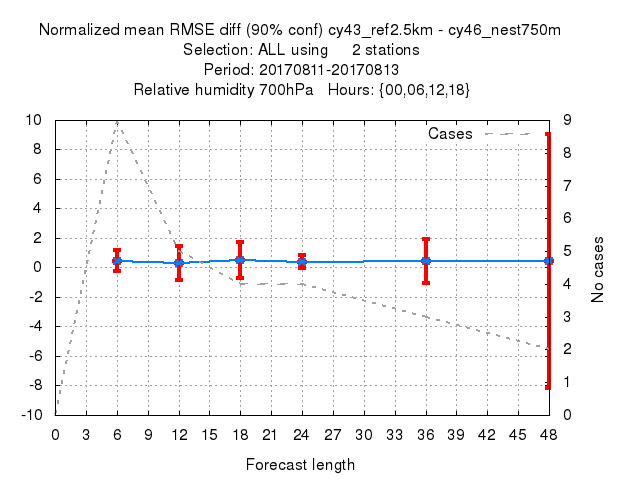 Normalized mean RMSE diff (90% conf) cy43_ref2.5km - cy46_nest750m
Selection: ALL using 2 stations
Period: 20170811-20170813
Relative humidity 700hPa Hours: {00,06,12,18}
Cases
10
8
6
4
2
0
-2
-4
-6
-8
-10
9
8
7
6
5
4
3
2
1
0
No cases
0 3 6 9 12 15 18 21 24 27 30 33 36 39 42 45 48
Forecast length